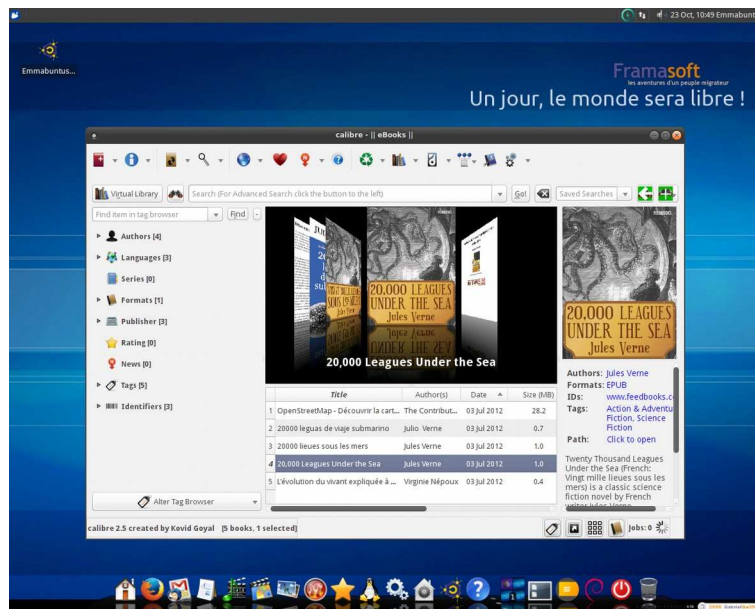 23 Oct, 10:49 Emmabunt
Emmabuntus...
Framasoft
les aventures d'un peuple migrateur
Un jour, le monde sera libre !
calibre - || eBooks ||
Virtual Library
Search (For Advanced Search click the button to the left)
Go!
Saved Searches
Find item in tag browser
Find
Authors [4]
Languages [3]
Series [0]
Formats [1]
Publisher [3]
Rating [0]
News [0]
Tags [5]
Identifiers [3]
Alter Tag Browser
VINGT MILLE
SOUS LES MERS
20,000 LEAGUES
UNDER THE SEA
Jules Verne
20,000 Leagues Under the Sea
Title Author(s) Date Size (MB)
1 OpenStreetMap - Découvrir la cart... The Contribut... 03 Jul 2012 28.2
2 20000 leguas de viaje submarino Julio Verne 03 Jul 2012 0.7
3 20000 lieues sous les mers Jules Verne 03 Jul 2012 1.0
4 20,000 Leagues Under the Sea Jules Verne 03 Jul 2012 1.0
5 L'évolution du vivant expliquée à ... Virginie Népoux 03 Jul 2012 0.4
FEEDBOOKS
20,000 LEAGUES
UNDER THE SEA
Jules Verne
Authors: Jules Verne
Formats: EPUB
IDs: www.feedbooks.c
Tags: Action & Adventu
Fiction, Science
Fiction
Path: Click to open
Twenty Thousand Leagues
Under the Sea (French:
Vingt mille lieues sous les
mers) is a classic science
fiction novel by French
writer Jules Verne
calibre 2.5 created by Kovid Goyal [5 books, 1 selected]
Jobs: 0